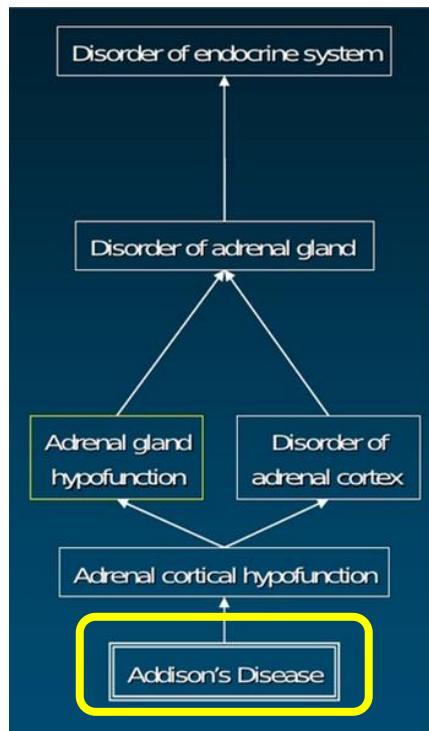 Disorder of endocrine system
Disorder of adrenal gland
Adrenal gland
hypofunction
Disorder of
adrenal cortex
Adrenal cortical hypofunction
Addison's Disease